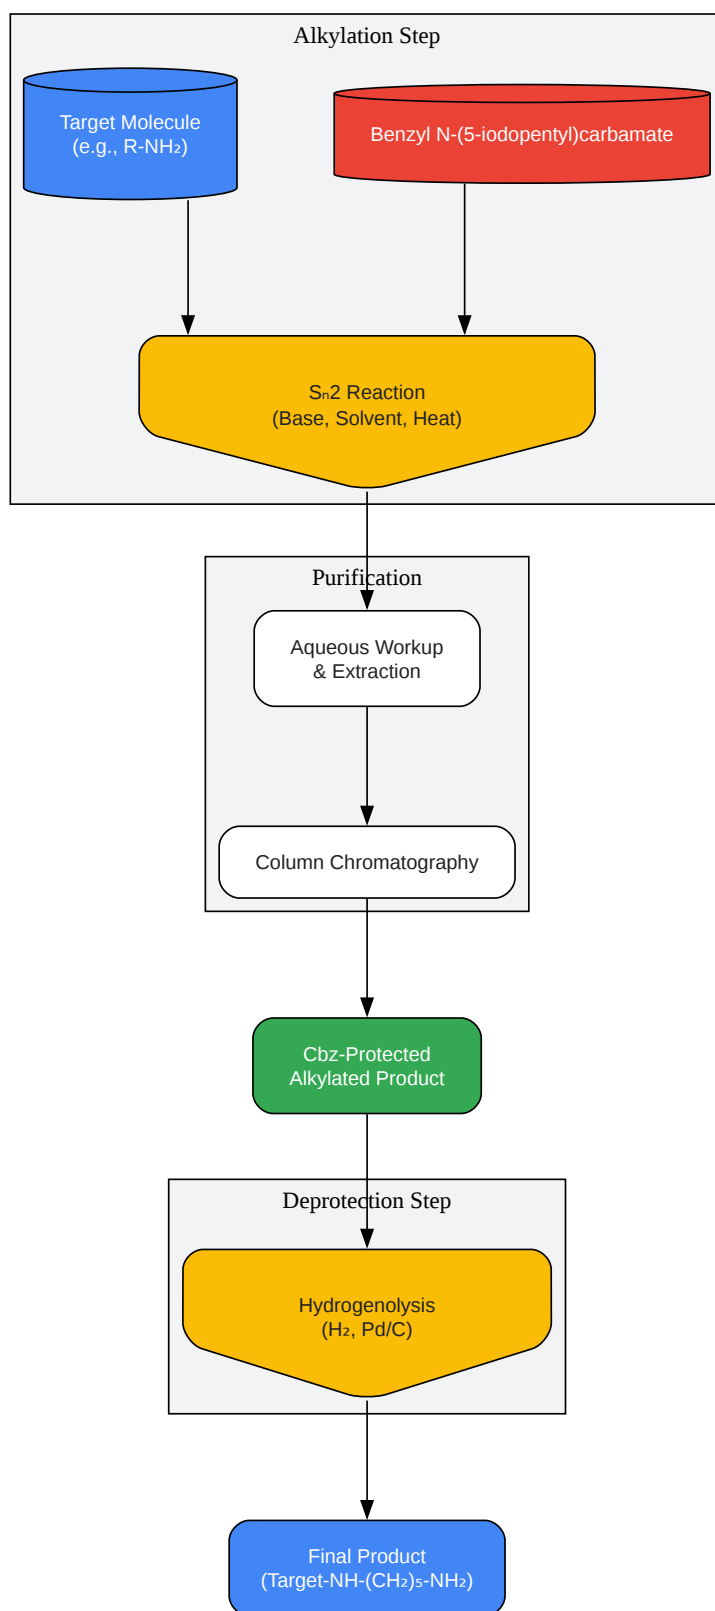 Alkylation Step
Target Molecule
(e.g., R-NH₂)
Benzyl N-(5-iodopentyl)carbamate
Sₙ2 Reaction
(Base, Solvent, Heat)
Purification
Aqueous Workup
& Extraction
Column Chromatography
Cbz-Protected
Alkylated Product
Deprotection Step
Hydrogenolysis
(H₂, Pd/C)
Final Product
(Target-NH-(CH₂)₅-NH₂)